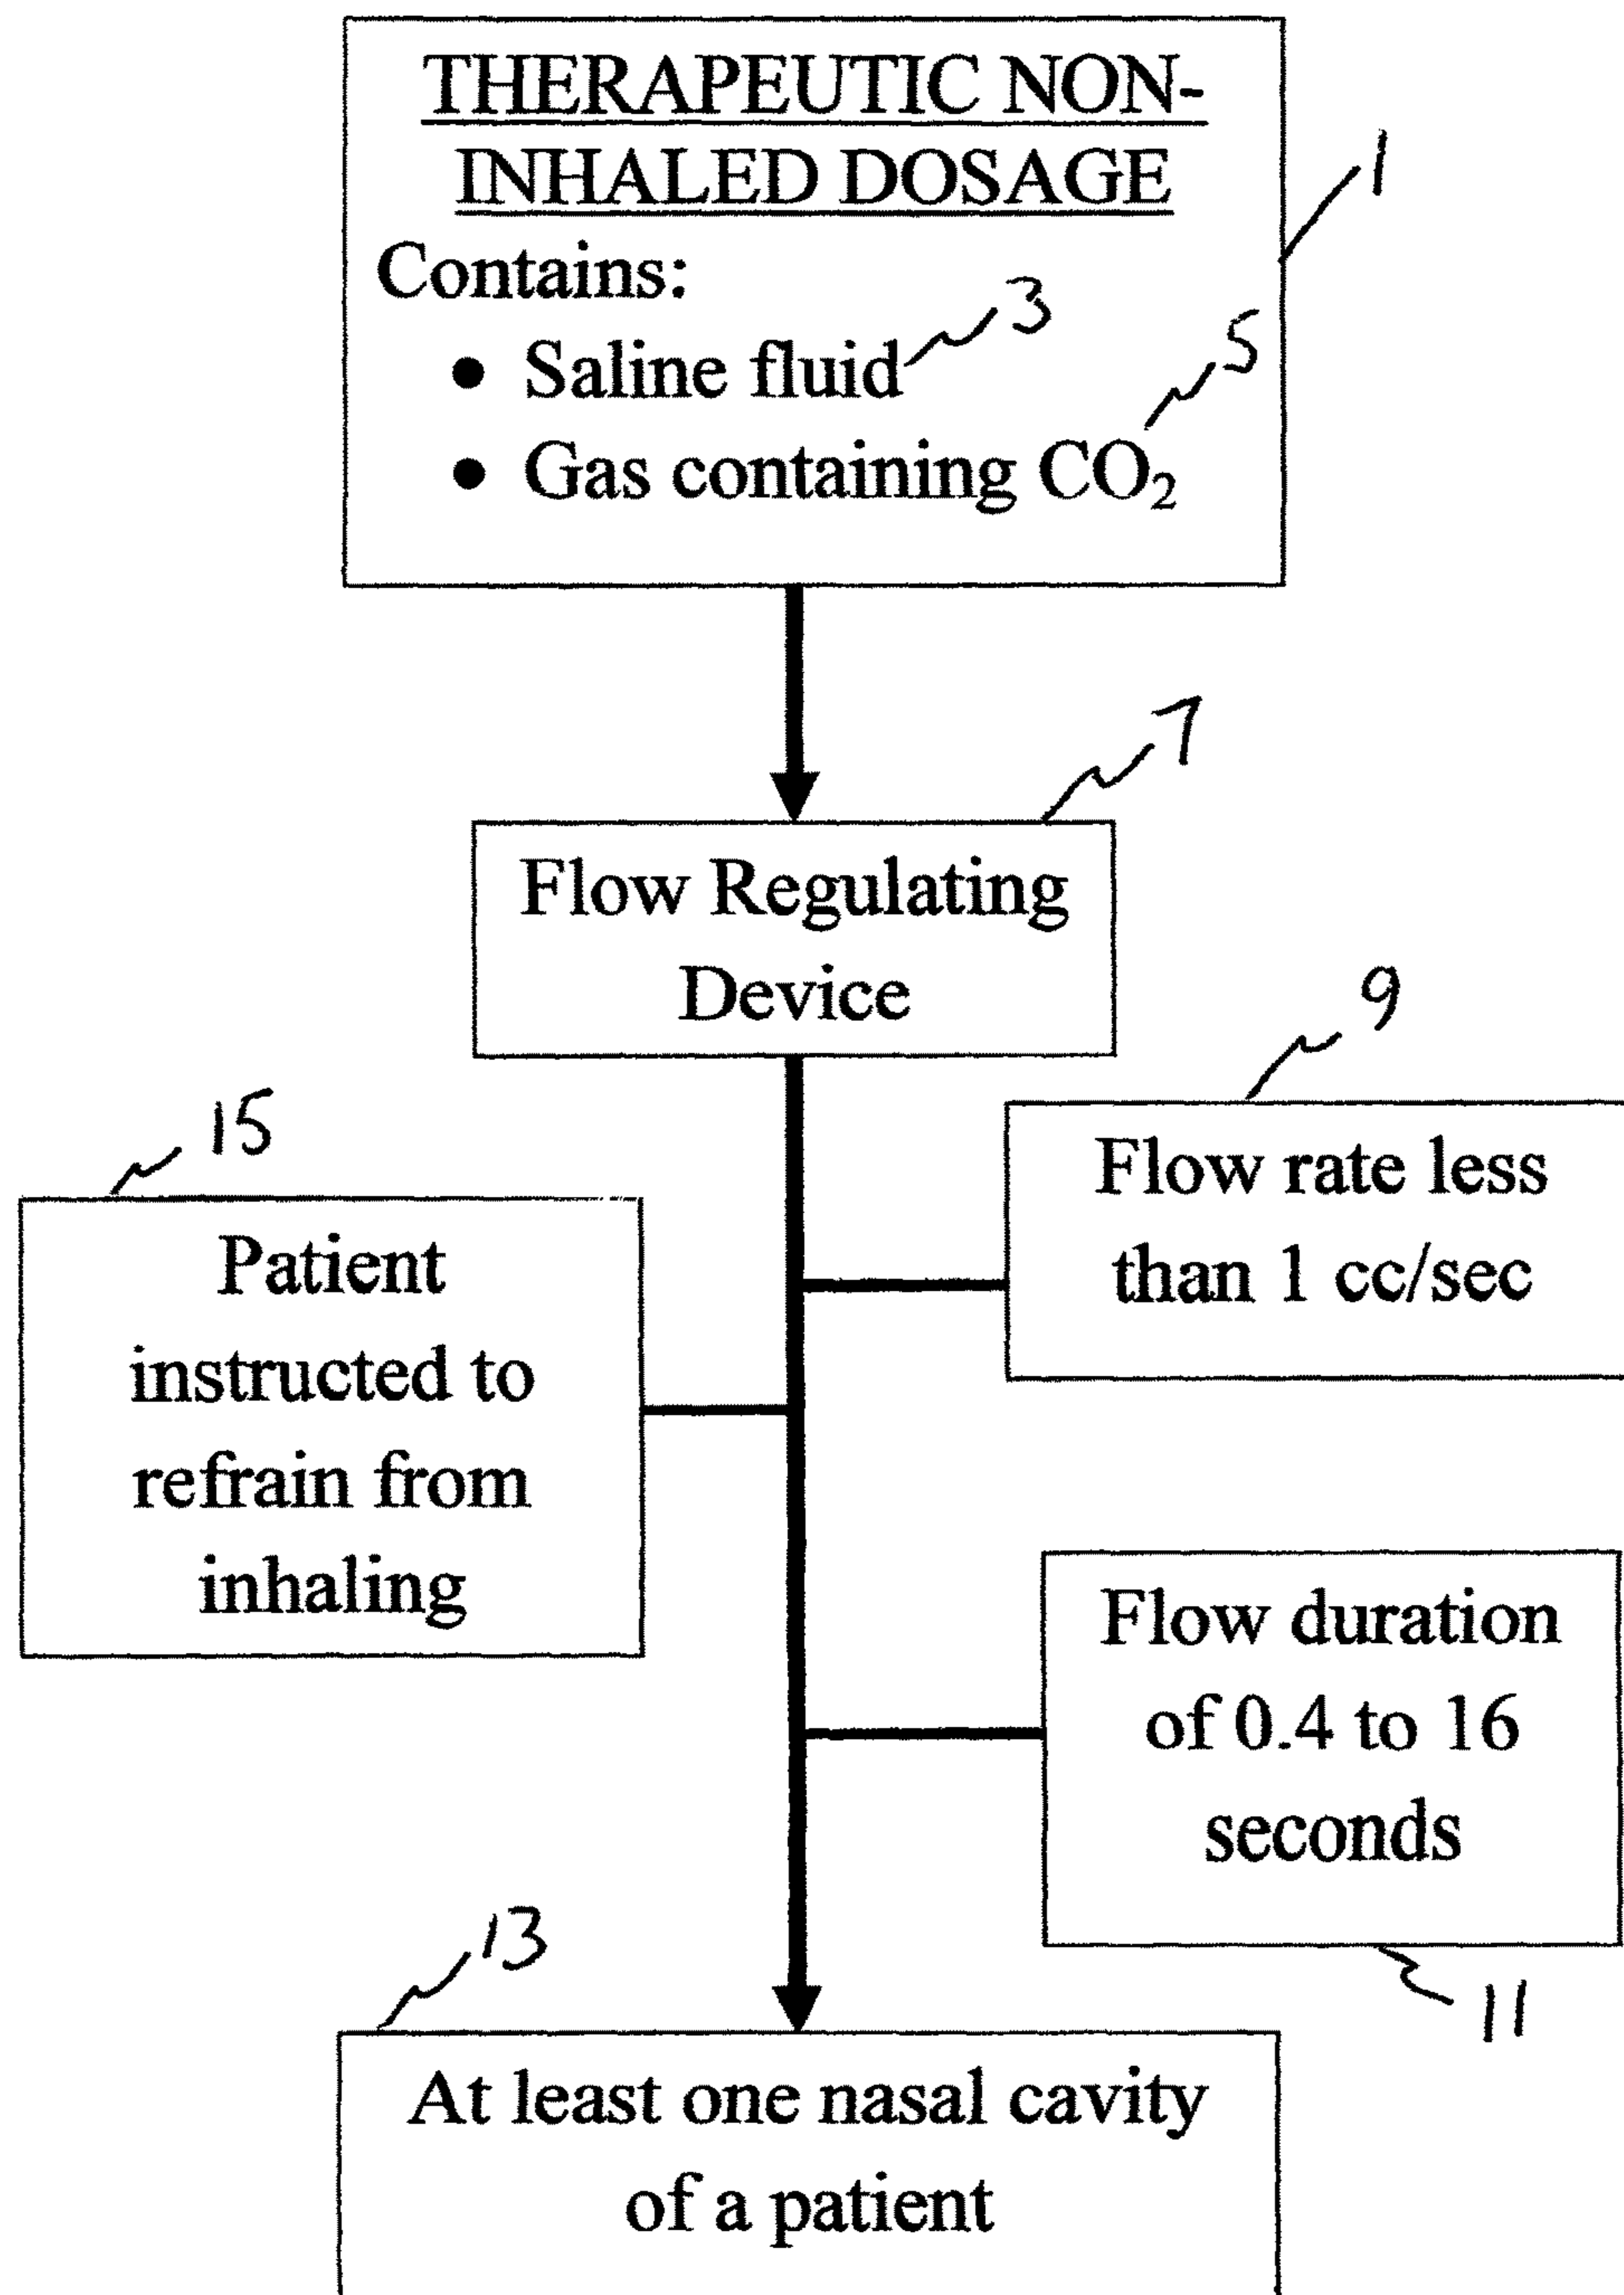 THERAPEUTIC NON-
INHALED DOSAGE
1
Contains:
3
• Saline fluid
5
• Gas containing CO₂
7
Flow Regulating
Device
9
Flow rate less
than 1 cc/sec
15
Patient
instructed to
refrain from
inhaling
Flow duration
of 0.4 to 16
seconds
11
13
At least one nasal cavity
of a patient